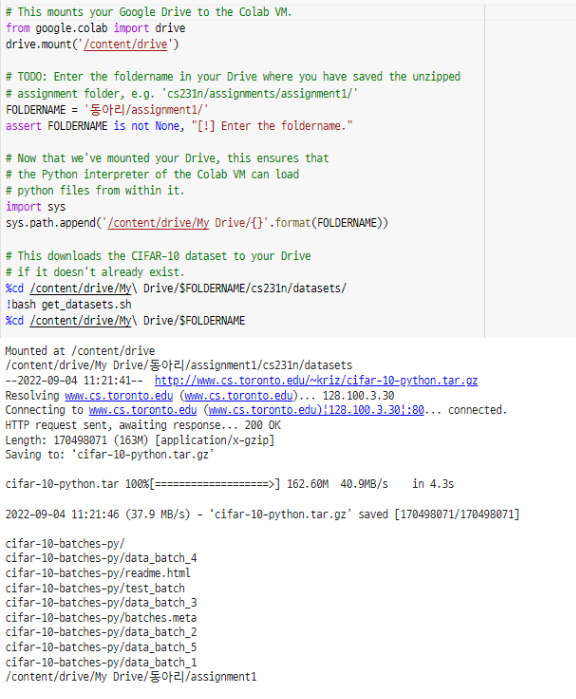 # This mounts your Google Drive to the Colab VM.
from google.colab import drive
drive.mount('/content/drive')
# TODO: Enter the foldername in your Drive where you have saved the unzipped
# assignment folder, e.g. 'cs231n/assignments/assignment1/'
FOLDERNAME = '동아리/assignment1/'
assert FOLDERNAME is not None, "[!] Enter the foldername."
# Now that we've mounted your Drive, this ensures that
# the Python interpreter of the Colab VM can load
# python files from within it.
import sys
sys.path.append('/content/drive/My Drive/{}'.format(FOLDERNAME))
# This downloads the CIFAR-10 dataset to your Drive
# if it doesn't already exist.
%cd /content/drive/My\ Drive/$FOLDERNAME/cs231n/datasets/
!bash get_datasets.sh
%cd /content/drive/My\ Drive/$FOLDERNAME
Mounted at /content/drive
/content/drive/My Drive/동아리/assignment1/cs231n/datasets
--2022-09-04 11:21:41--  http://www.cs.toronto.edu/~kriz/cifar-10-python.tar.gz
Resolving www.cs.toronto.edu (www.cs.toronto.edu)... 128.100.3.30
Connecting to www.cs.toronto.edu (www.cs.toronto.edu)|128.100.3.30|:80... connected.
HTTP request sent, awaiting response... 200 OK
Length: 170498071 (163M) [application/x-gzip]
Saving to: ‘cifar-10-python.tar.gz’
cifar-10-python.tar 100%[===================>] 162.60M  40.9MB/s    in 4.3s
2022-09-04 11:21:46 (37.9 MB/s) - ‘cifar-10-python.tar.gz’ saved [170498071/170498071]
cifar-10-batches-py/
cifar-10-batches-py/data_batch_4
cifar-10-batches-py/readme.html
cifar-10-batches-py/test_batch
cifar-10-batches-py/data_batch_3
cifar-10-batches-py/batches.meta
cifar-10-batches-py/data_batch_2
cifar-10-batches-py/data_batch_5
cifar-10-batches-py/data_batch_1
/content/drive/My Drive/동아리/assignment1